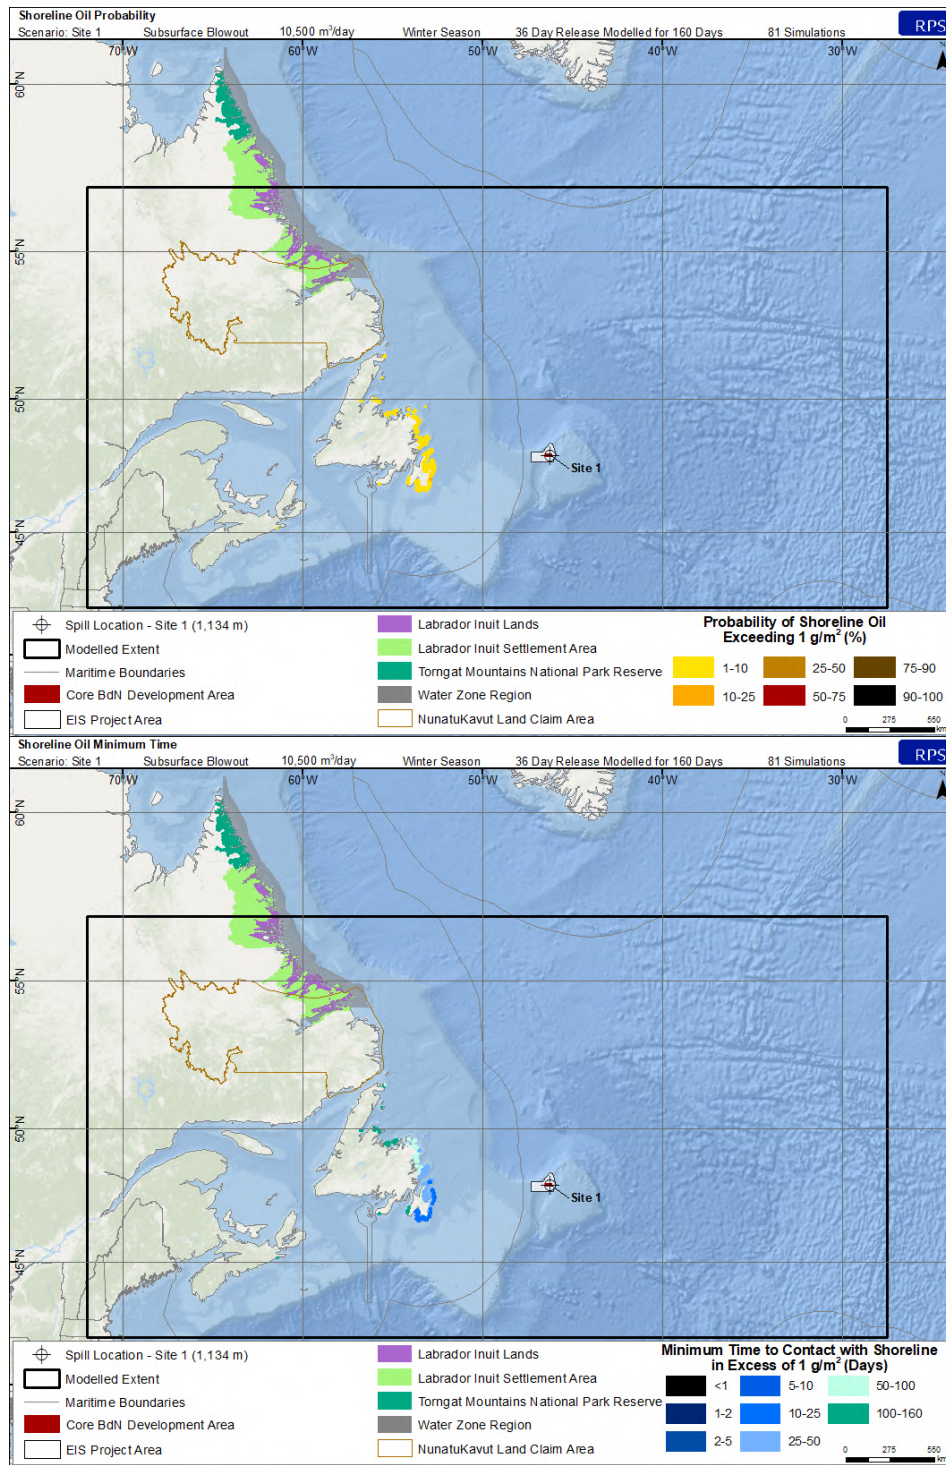 Shoreline Oil Probability
Scenario: Site 1 Subsurface Blowout 10,500 m³/day Winter Season 36 Day Release Modelled for 160 Days 81 Simulations
RPS
70°W 60°W 50°W 40°W 30°W
60°N
55°N
50°N
45°N
Site 1
Spill Location - Site 1 (1,134 m)
Modelled Extent
Maritime Boundaries
Core BdN Development Area
EIS Project Area
Labrador Inuit Lands
Labrador Inuit Settlement Area
Torngat Mountains National Park Reserve
Water Zone Region
NunatuKavut Land Claim Area
Probability of Shoreline Oil
Exceeding 1 g/m² (%)
1-10 25-50 75-90
10-25 50-75 90-100
0 275 550
km
Shoreline Oil Minimum Time
Scenario: Site 1 Subsurface Blowout 10,500 m³/day Winter Season 36 Day Release Modelled for 160 Days 81 Simulations
RPS
70°W 60°W 50°W 40°W 30°W
60°N
55°N
50°N
45°N
Site 1
Spill Location - Site 1 (1,134 m)
Modelled Extent
Maritime Boundaries
Core BdN Development Area
EIS Project Area
Labrador Inuit Lands
Labrador Inuit Settlement Area
Torngat Mountains National Park Reserve
Water Zone Region
NunatuKavut Land Claim Area
Minimum Time to Contact with Shoreline
in Excess of 1 g/m² (Days)
<1 5-10 50-100
1-2 10-25 100-160
2-5 25-50
0 275 550
km